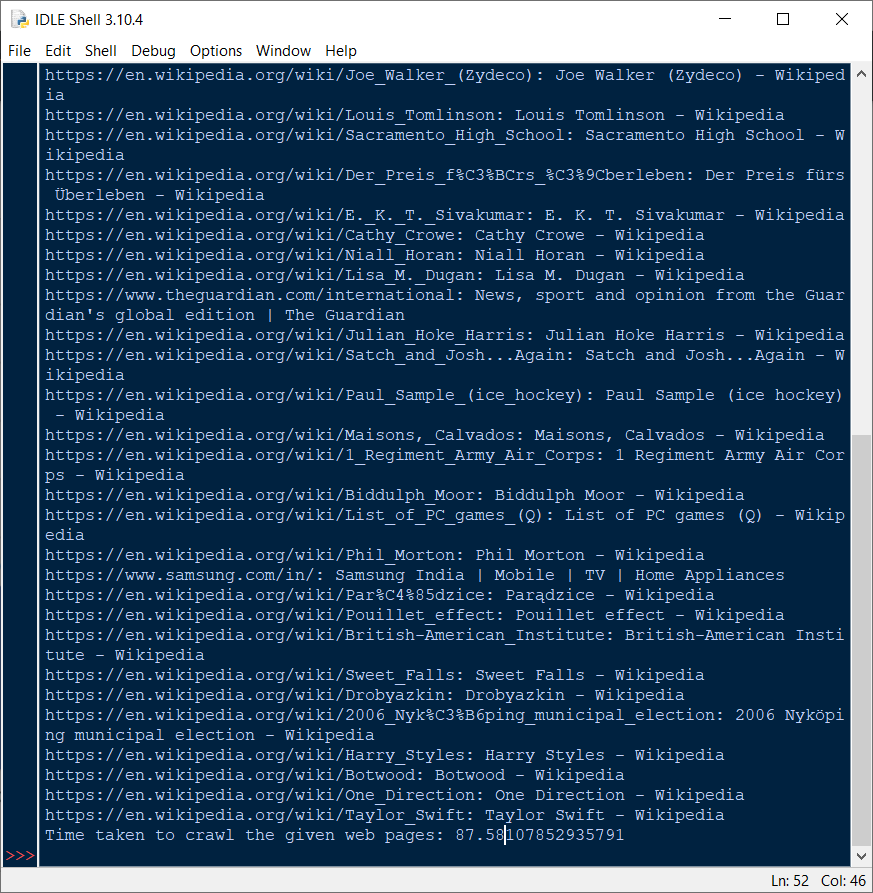 IDLE Shell 3.10.4
File Edit Shell Debug Options Window Help
https://en.wikipedia.org/wiki/Joe_Walker_(Zydeco): Joe Walker (Zydeco) - Wikiped
ia
https://en.wikipedia.org/wiki/Louis_Tomlinson: Louis Tomlinson - Wikipedia
https://en.wikipedia.org/wiki/Sacramento_High_School: Sacramento High School - W
ikipedia
https://en.wikipedia.org/wiki/Der_Preis_f%C3%BCrs_%C3%9Cberleben: Der Preis fürs
 Überleben - Wikipedia
https://en.wikipedia.org/wiki/E._K._T._Sivakumar: E. K. T. Sivakumar - Wikipedia
https://en.wikipedia.org/wiki/Cathy_Crowe: Cathy Crowe - Wikipedia
https://en.wikipedia.org/wiki/Niall_Horan: Niall Horan - Wikipedia
https://en.wikipedia.org/wiki/Lisa_M._Dugan: Lisa M. Dugan - Wikipedia
https://www.theguardian.com/international: News, sport and opinion from the Guar
dian's global edition | The Guardian
https://en.wikipedia.org/wiki/Julian_Hoke_Harris: Julian Hoke Harris - Wikipedia
https://en.wikipedia.org/wiki/Satch_and_Josh...Again: Satch and Josh...Again - W
ikipedia
https://en.wikipedia.org/wiki/Paul_Sample_(ice_hockey): Paul Sample (ice hockey)
 - Wikipedia
https://en.wikipedia.org/wiki/Maisons,_Calvados: Maisons, Calvados - Wikipedia
https://en.wikipedia.org/wiki/1_Regiment_Army_Air_Corps: 1 Regiment Army Air Cor
ps - Wikipedia
https://en.wikipedia.org/wiki/Biddulph_Moor: Biddulph Moor - Wikipedia
https://en.wikipedia.org/wiki/List_of_PC_games_(Q): List of PC games (Q) - Wikip
edia
https://en.wikipedia.org/wiki/Phil_Morton: Phil Morton - Wikipedia
https://www.samsung.com/in/: Samsung India | Mobile | TV | Home Appliances
https://en.wikipedia.org/wiki/Par%C4%85dzice: Parądzice - Wikipedia
https://en.wikipedia.org/wiki/Pouillet_effect: Pouillet effect - Wikipedia
https://en.wikipedia.org/wiki/British-American_Institute: British-American Insti
tute - Wikipedia
https://en.wikipedia.org/wiki/Sweet_Falls: Sweet Falls - Wikipedia
https://en.wikipedia.org/wiki/Drobyazkin: Drobyazkin - Wikipedia
https://en.wikipedia.org/wiki/2006_Nyk%C3%B6ping_municipal_election: 2006 Nyköpi
ng municipal election - Wikipedia
https://en.wikipedia.org/wiki/Harry_Styles: Harry Styles - Wikipedia
https://en.wikipedia.org/wiki/Botwood: Botwood - Wikipedia
https://en.wikipedia.org/wiki/One_Direction: One Direction - Wikipedia
https://en.wikipedia.org/wiki/Taylor_Swift: Taylor Swift - Wikipedia
Time taken to crawl the given web pages: 87.58107852935791
>>>
Ln: 52 Col: 46